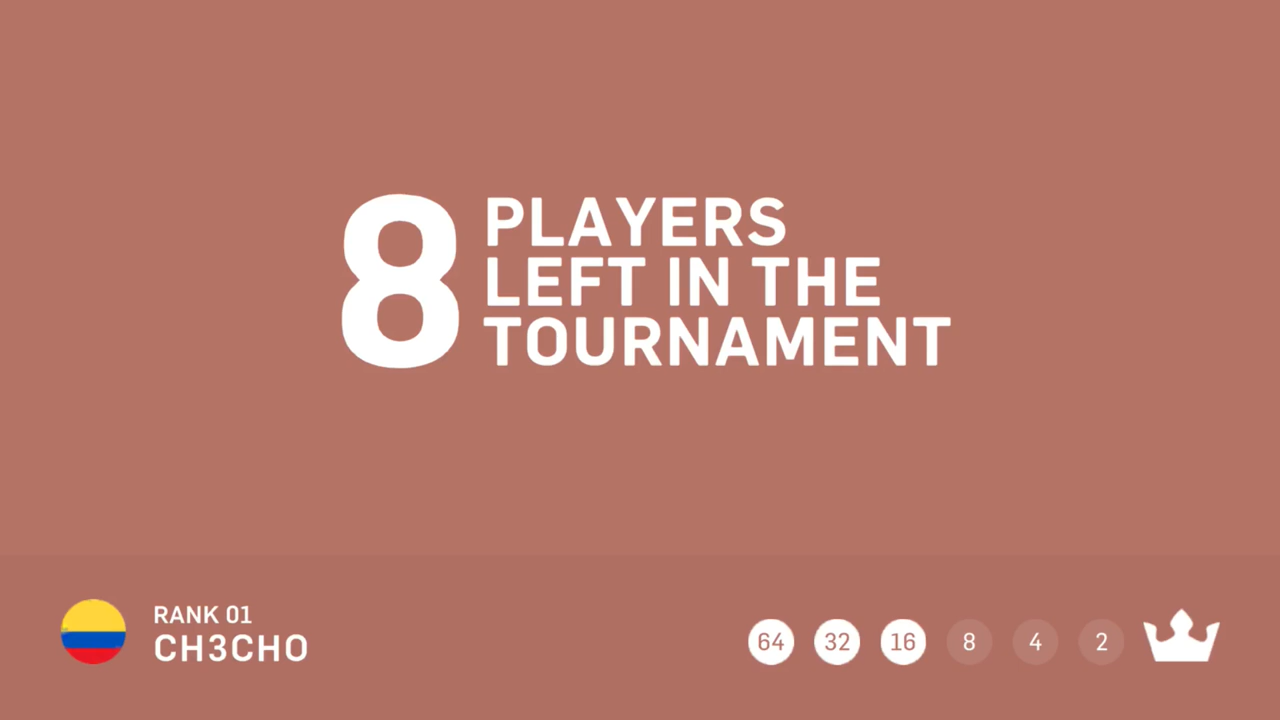 8
PLAYERS
LEFT IN THE
TOURNAMENT
RANK 01
CH3CHO
64 32 16 8 4 2